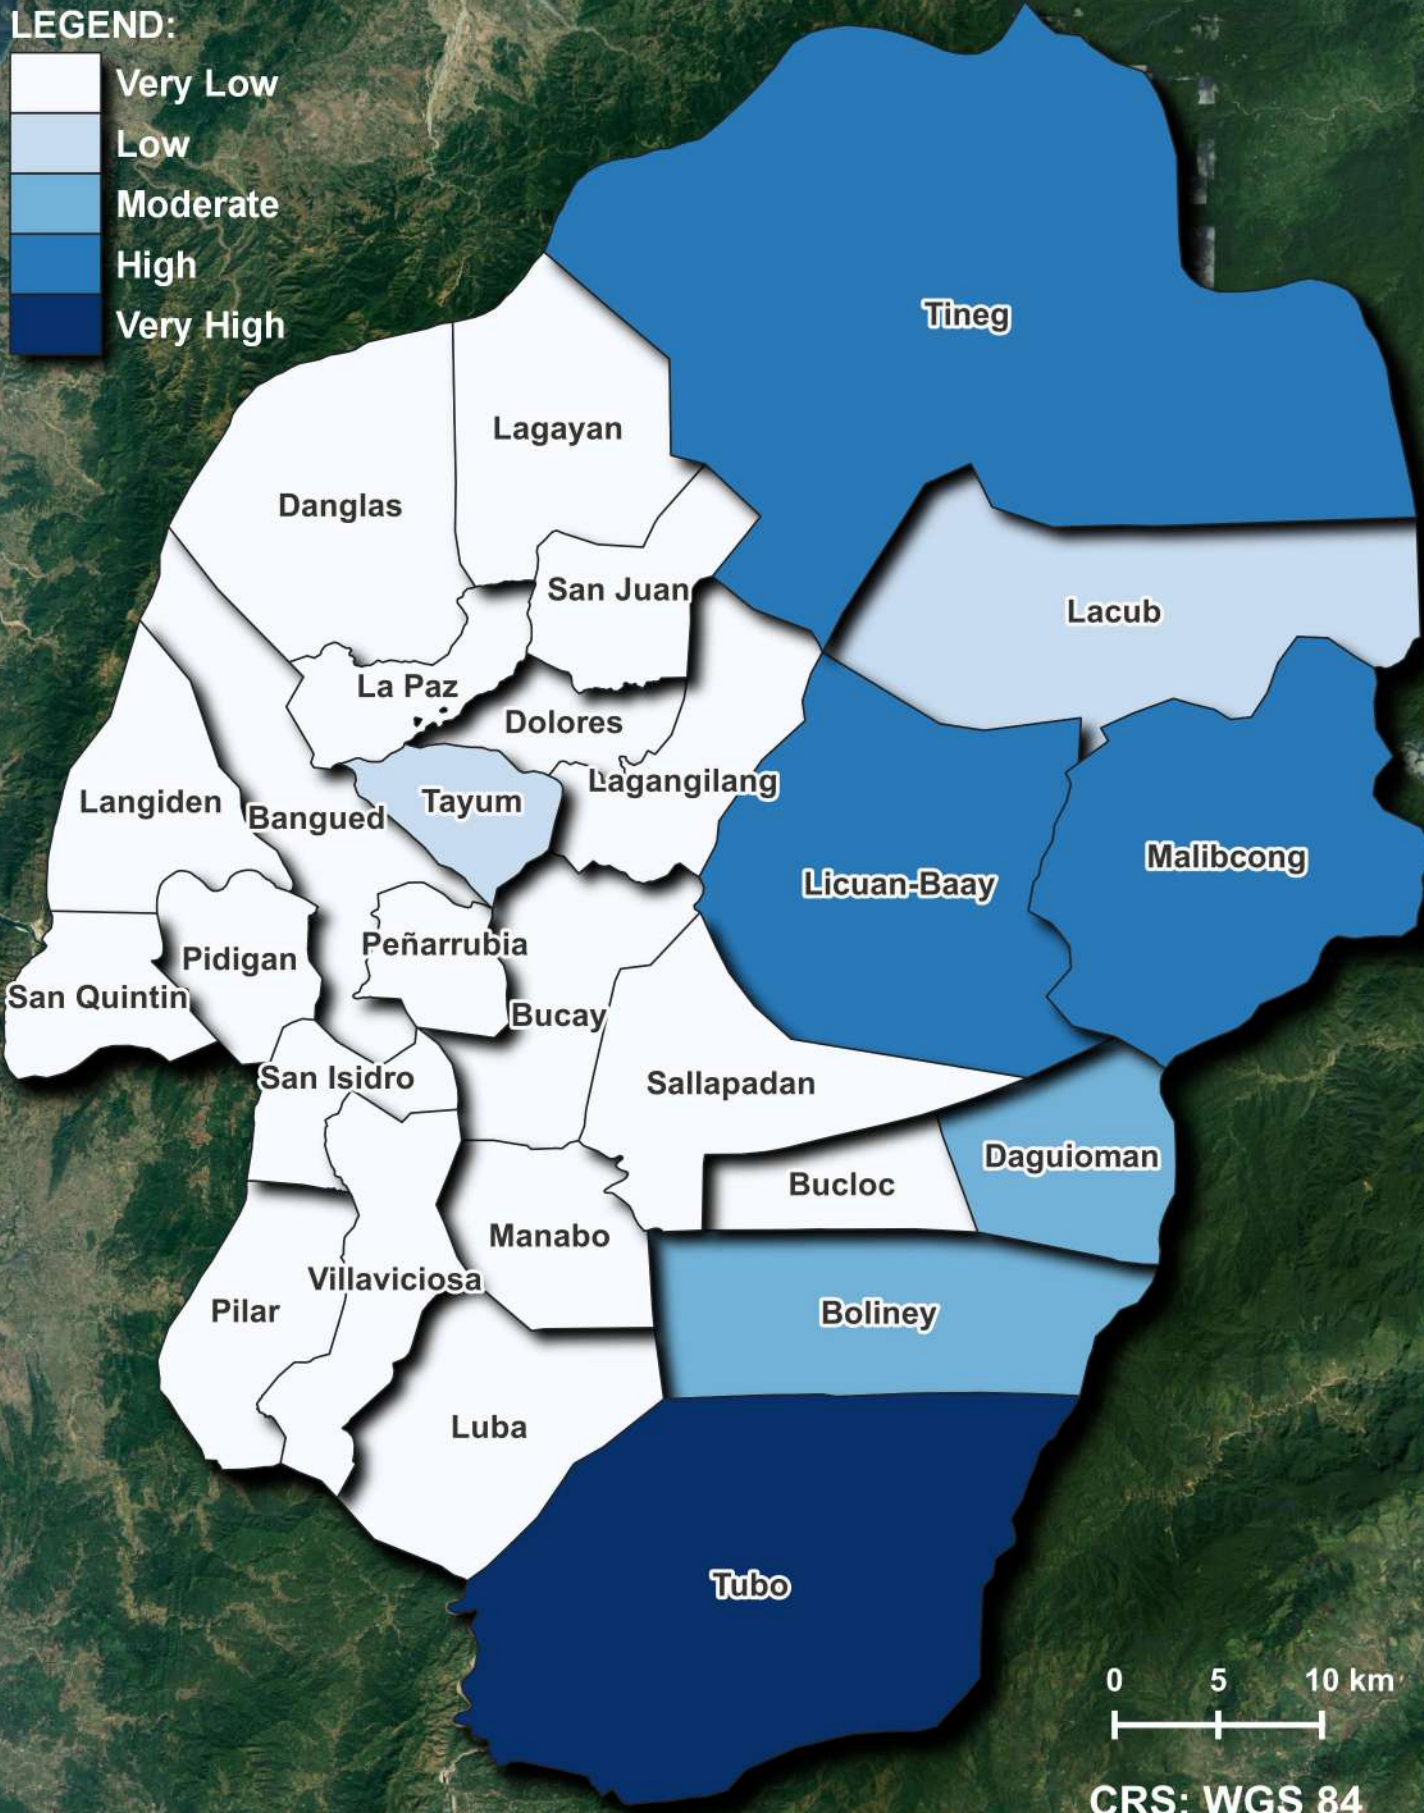 LEGEND:
Very Low
Low
Moderate
High
Very High
Tineg
Lagayan
Danglas
San Juan
Lacub
La Paz
Dolores
Lagangilang
Tayum
Langiden
Bangued
Malibcong
Licuan-Baay
Peñarrubia
Pidigan
San Quintin
Bucay
San Isidro
Sallapadan
Daguioman
Bucloc
Manabo
Villaviciosa
Pilar
Boliney
Luba
Tubo
0 5 10 km
CRS: WGS 84